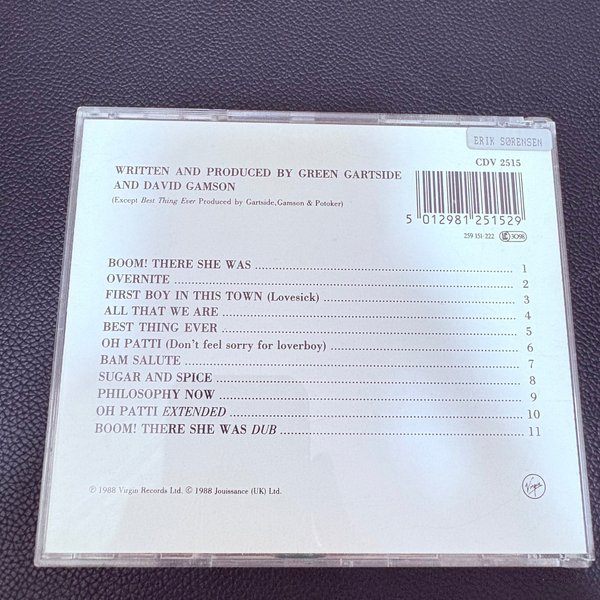 ERIK SØRENSEN
CDV 2515
WRITTEN AND PRODUCED BY GREEN GARTSIDE
AND DAVID GAMSON
(Except Best Thing Ever Produced by Gartside,Gamson & Potoker)
5 012981 251529
259 151-222 LC 3098
BOOM! THERE SHE WAS ........ 1
OVERNITE ........ 2
FIRST BOY IN THIS TOWN (Lovesick) ........ 3
ALL THAT WE ARE ........ 4
BEST THING EVER ........ 5
OH PATTI (Don't feel sorry for loverboy) ........ 6
BAM SALUTE ........ 7
SUGAR AND SPICE ........ 8
PHILOSOPHY NOW ........ 9
OH PATTI EXTENDED ........ 10
BOOM! THERE SHE WAS DUB ........ 11
℗ 1988 Virgin Records Ltd. © 1988 Jouissance (UK) Ltd.
Virgin